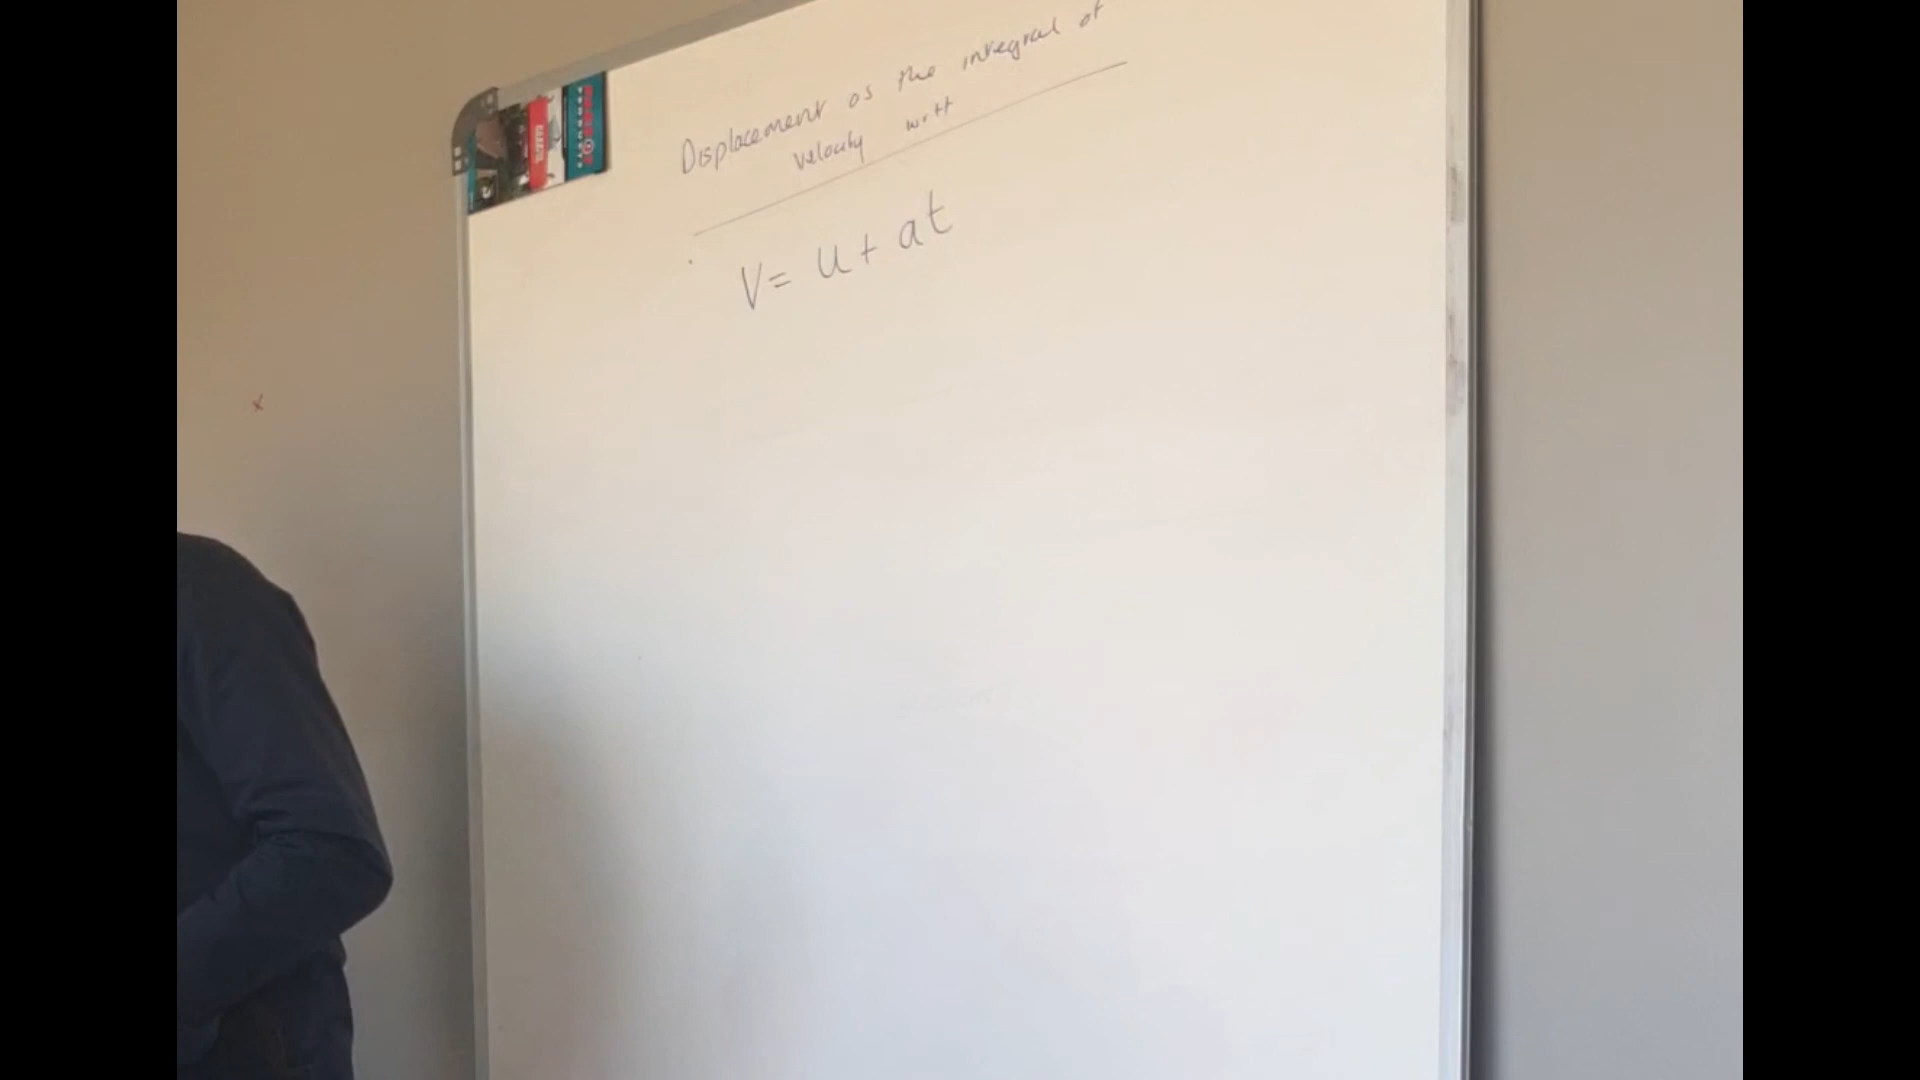 Displacement as the integral of
velocity wrt t
V = u + at
x